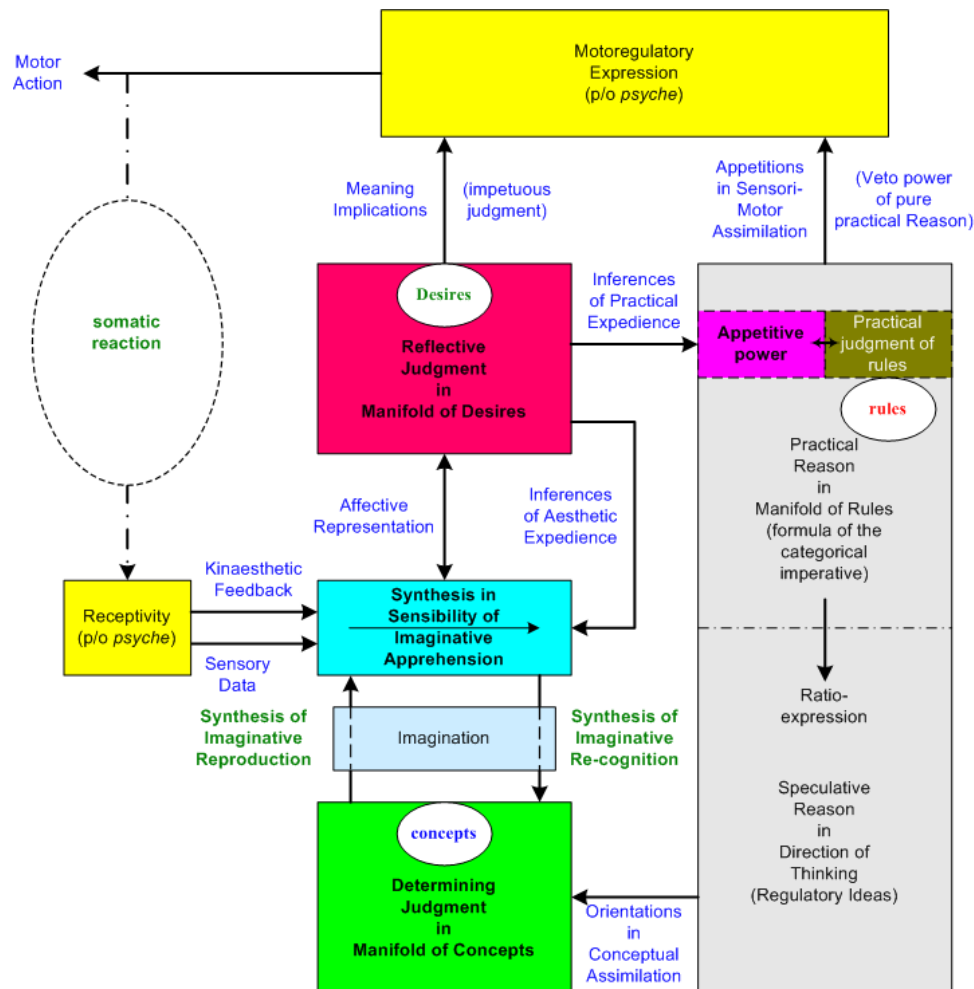 Motoregulatory
Expression
(p/o psyche)
Motor
Action
Meaning
Implications
(impetuous
judgment)
Appetitions
in Sensori-
Motor
Assimilation
(Veto power
of pure
practical Reason)
somatic
reaction
Desires
Reflective
Judgment
in
Manifold of Desires
Inferences
of Practical
Expedience
Appetitive
power
Practical
judgment of
rules
rules
Practical
Reason
in
Manifold of Rules
(formula of the
categorical
imperative)
Affective
Representation
Inferences
of Aesthetic
Expedience
Kinaesthetic
Feedback
Receptivity
(p/o psyche)
Sensory
Data
Synthesis in
Sensibility of
Imaginative
Apprehension
Synthesis of
Imaginative
Reproduction
Imagination
Synthesis of
Imaginative
Re-cognition
Ratio-
expression
Speculative
Reason
in
Direction of
Thinking
(Regulatory Ideas)
concepts
Determining
Judgment
in
Manifold of Concepts
Orientations
in
Conceptual
Assimilation